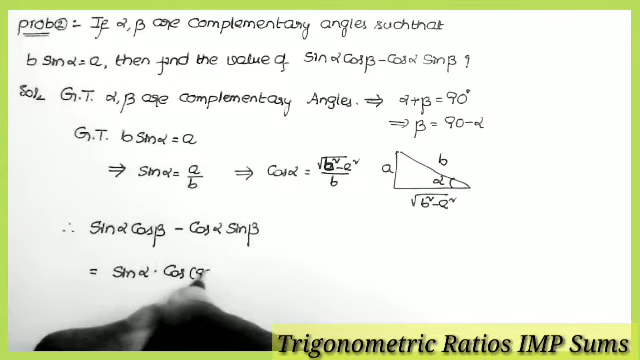 prob②:- If α, β are complementary angles such that
b sinα = a, then find the value of sinα cosβ - cosα sinβ ?
Sol:- G.T. α, β are complementary Angles. ⇒ α+β = 90°
⇒ β = 90-α
G.T. b sinα = a
⇒ sinα = a/b ⇒ cosα = √(b²-a²)/b
a b α √(b²-a²)
∴ sinα cosβ - cosα sinβ
= sinα · cos(9
Trigonometric Ratios IMP Sums